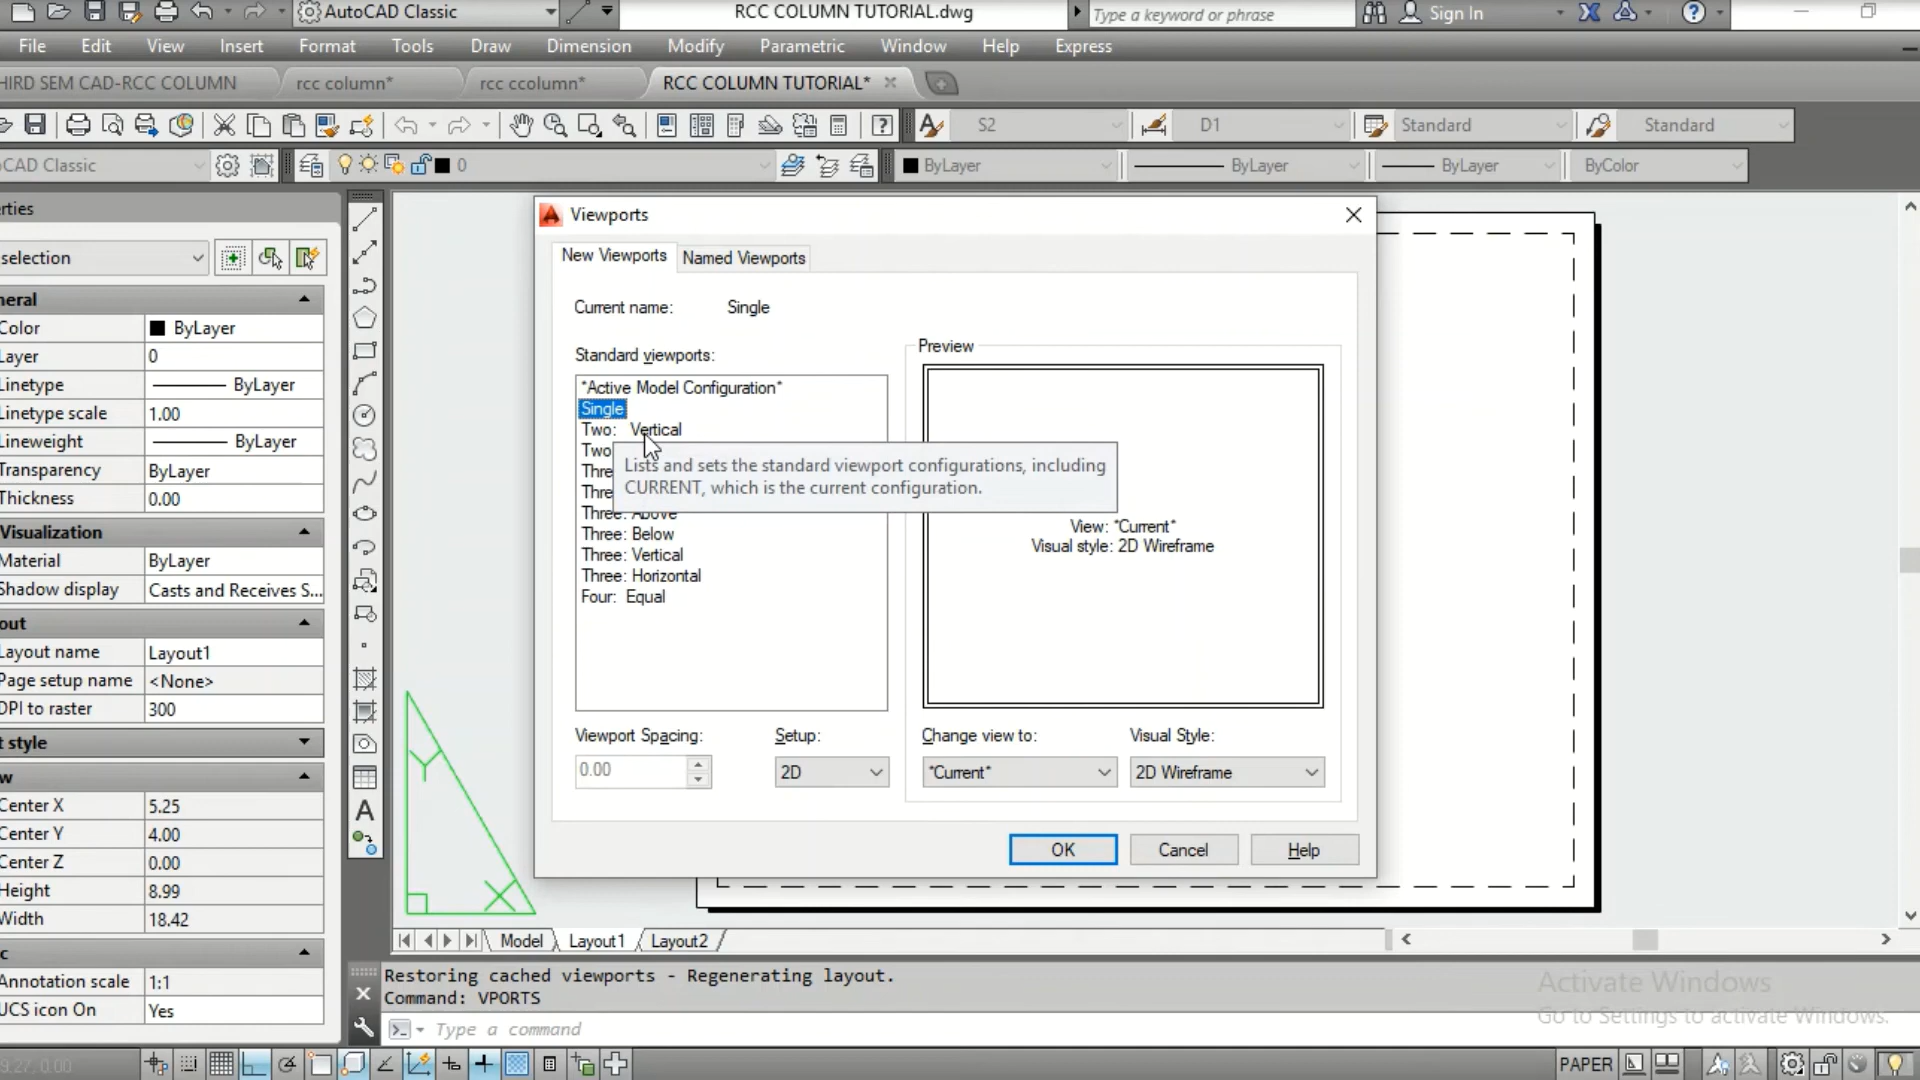 AutoCAD Classic
RCC COLUMN TUTORIAL.dwg
Type a keyword or phrase
Sign In
File Edit View Insert Format Tools Draw Dimension Modify Parametric Window Help Express
HIRD SEM CAD-RCC COLUMN
rcc column*
rcc ccolumn*
RCC COLUMN TUTORIAL*
S2
D1
Standard
Standard
CAD Classic
0
ByLayer
ByLayer
ByLayer
ByColor
rties
selection
neral
Color ByLayer
Layer 0
Linetype ByLayer
Linetype scale 1.00
Lineweight ByLayer
Transparency ByLayer
Thickness 0.00
Visualization
Material ByLayer
Shadow display Casts and Receives S...
out
Layout name Layout1
Page setup name <None>
DPI to raster 300
t style
w
Center X 5.25
Center Y 4.00
Center Z 0.00
Height 8.99
Width 18.42
c
Annotation scale 1:1
UCS icon On Yes
Viewports
New Viewports Named Viewports
Current name: Single
Standard viewports:
*Active Model Configuration*
Single
Two: Vertical
Two
Thre
Thre
Three: Above
Three: Below
Three: Vertical
Three: Horizontal
Four: Equal
Lists and sets the standard viewport configurations, including
CURRENT, which is the current configuration.
Preview
View: *Current*
Visual style: 2D Wireframe
Viewport Spacing: Setup: Change view to: Visual Style:
0.00 2D *Current* 2D Wireframe
OK Cancel Help
Y
X
Model Layout1 Layout2
Restoring cached viewports - Regenerating layout.
Command: VPORTS
Type a command
Activate Windows
Go to Settings to activate Windows.
9.27, 0.00
PAPER